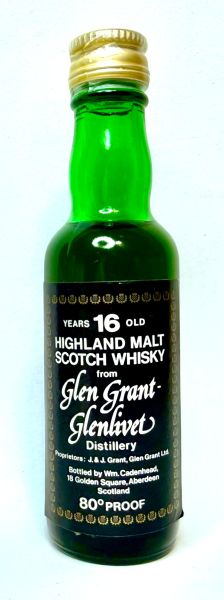 YEARS 16 OLD
HIGHLAND MALT
SCOTCH WHISKY
from
Glen Grant-
Glenlivet
Distillery
Proprietors: J. & J. Grant, Glen Grant Ltd.
Bottled by Wm. Cadenhead,
18 Golden Square, Aberdeen
Scotland
80º PROOF